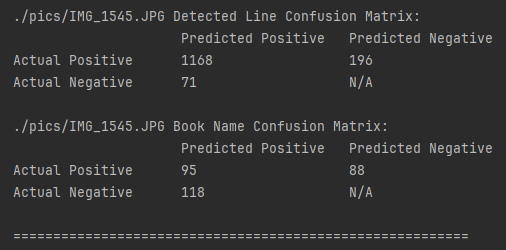 ./pics/IMG_1545.JPG Detected Line Confusion Matrix:
Predicted Positive Predicted Negative
Actual Positive 1168 196
Actual Negative 71 N/A
./pics/IMG_1545.JPG Book Name Confusion Matrix:
Predicted Positive Predicted Negative
Actual Positive 95 88
Actual Negative 118 N/A
=========================================================